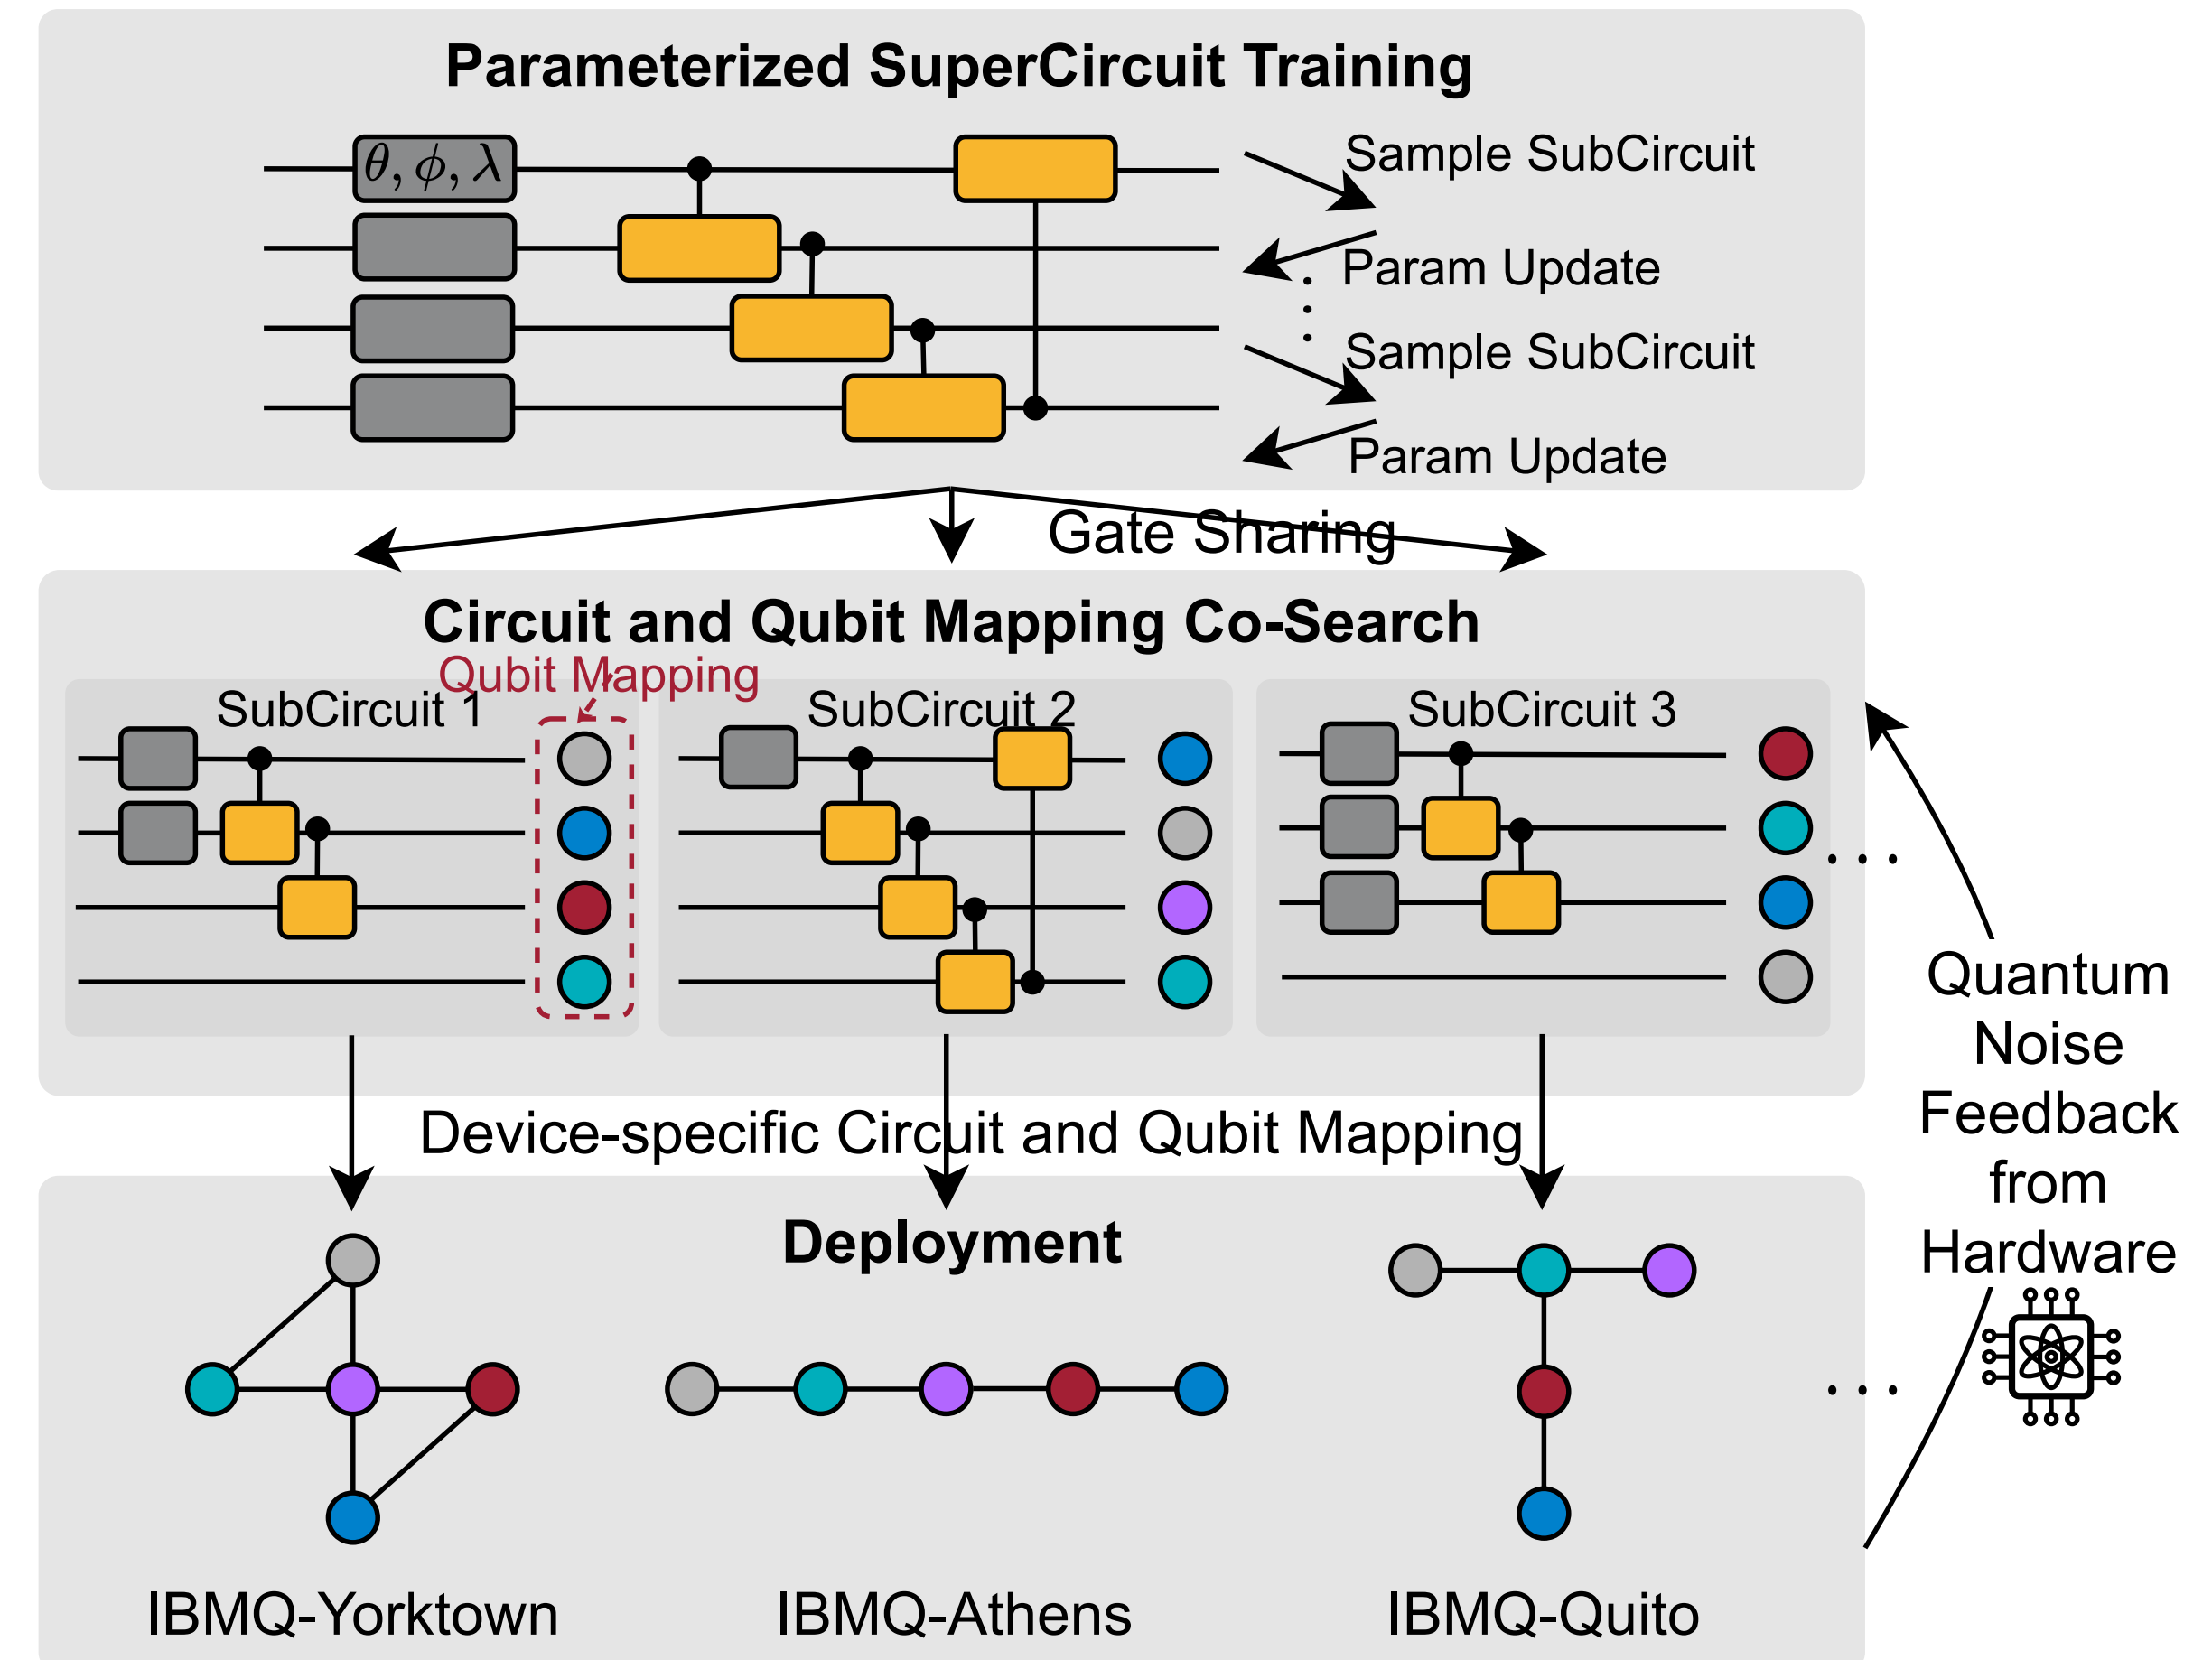 Parameterized SuperCircuit Training
θ, ϕ, λ
Sample SubCircuit
Param Update
Sample SubCircuit
Param Update
Gate Sharing
Circuit and Qubit Mapping Co-Search
Qubit Mapping
SubCircuit 1
SubCircuit 2
SubCircuit 3
Quantum
Noise
Feedback
from
Hardware
Device-specific Circuit and Qubit Mapping
Deployment
IBMQ-Yorktown
IBMQ-Athens
IBMQ-Quito